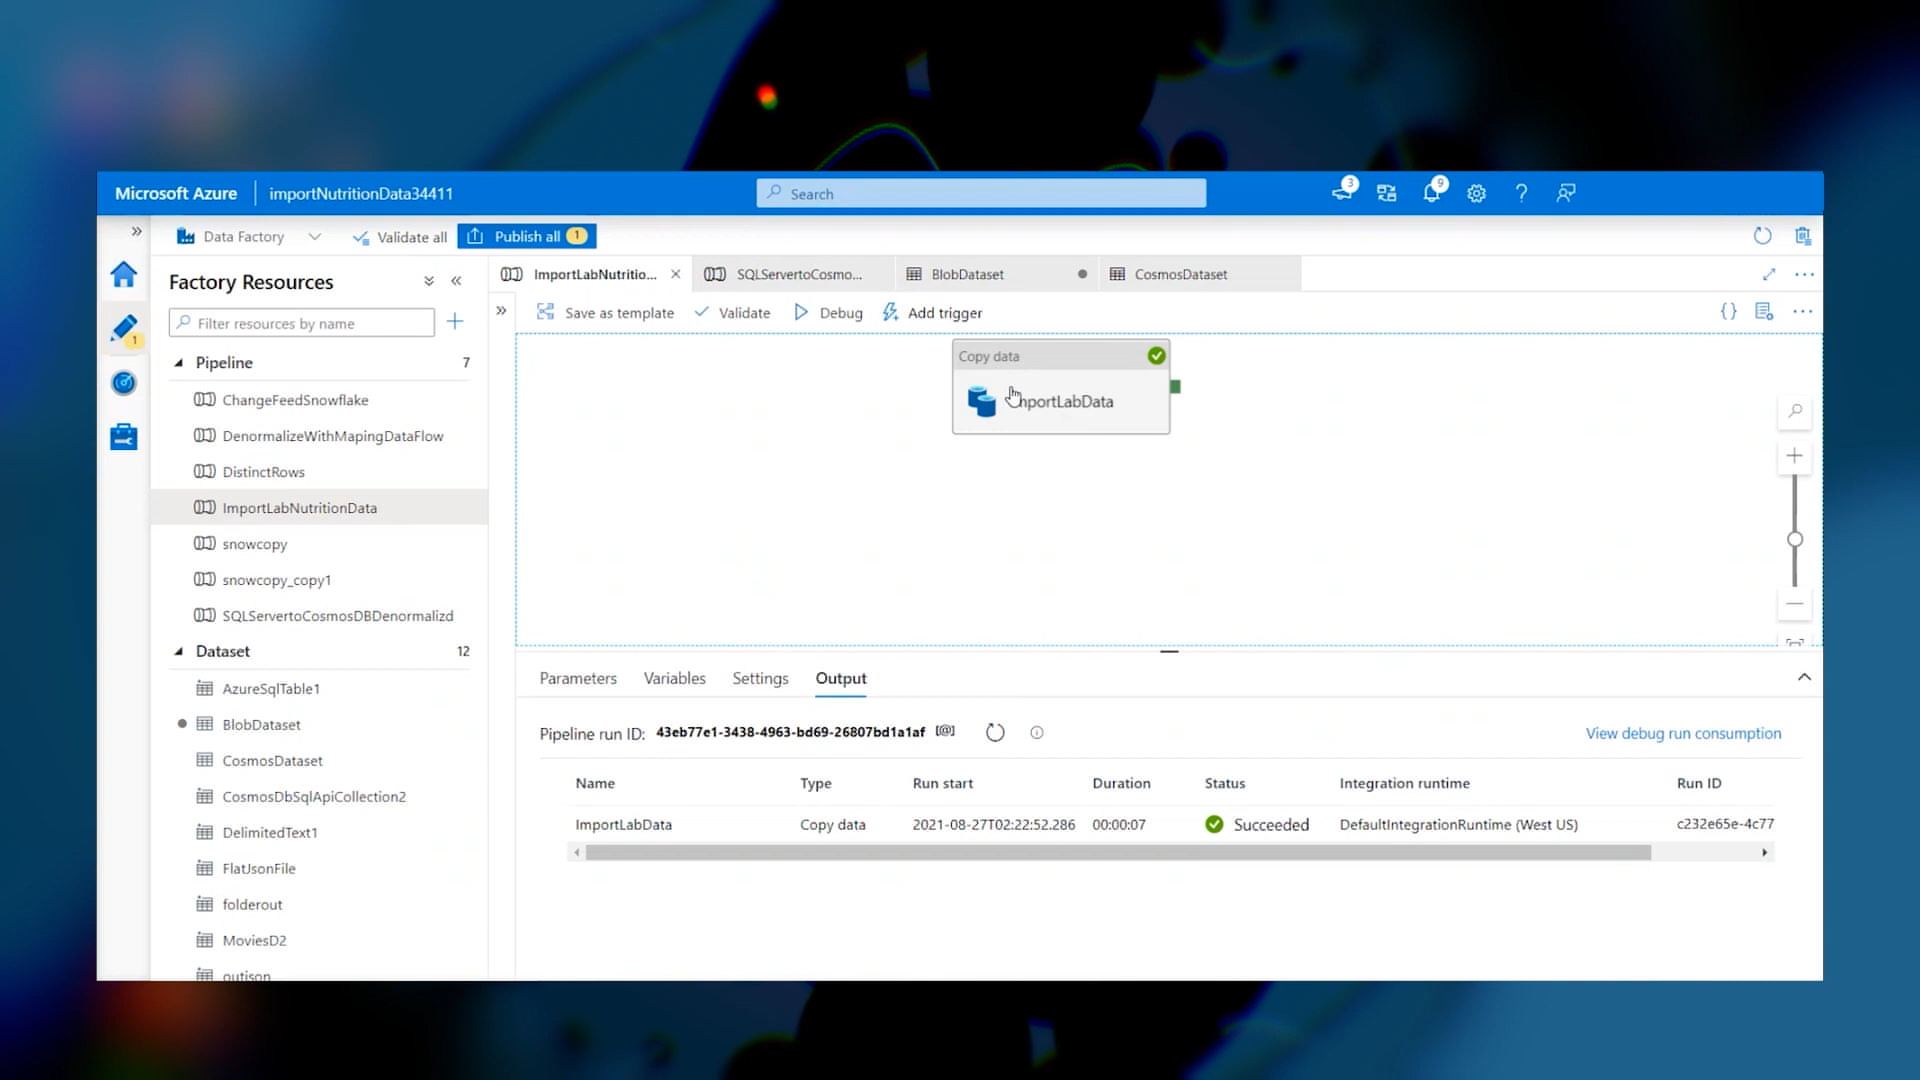 Microsoft Azure importNutritionData34411 Search 3 9
Data Factory Validate all Publish all 1
Factory Resources
Filter resources by name
1
Pipeline 7
ChangeFeedSnowflake
DenormalizeWithMapingDataFlow
DistinctRows
ImportLabNutritionData
snowcopy
snowcopy_copy1
SQLServertoCosmosDBDenormalizd
Dataset 12
AzureSqlTable1
BlobDataset
CosmosDataset
CosmosDbSqlApiCollection2
DelimitedText1
FlatJsonFile
folderout
MoviesD2
ImportLabNutritio... SQLServertoCosmo... BlobDataset CosmosDataset
Save as template Validate Debug Add trigger
Copy data
mportLabData
Parameters Variables Settings Output
Pipeline run ID: 43eb77e1-3438-4963-bd69-26807bd1a1af View debug run consumption
Name Type Run start Duration Status Integration runtime Run ID
ImportLabData Copy data 2021-08-27T02:22:52.286 00:00:07 Succeeded DefaultIntegrationRuntime (West US) c232e65e-4c77